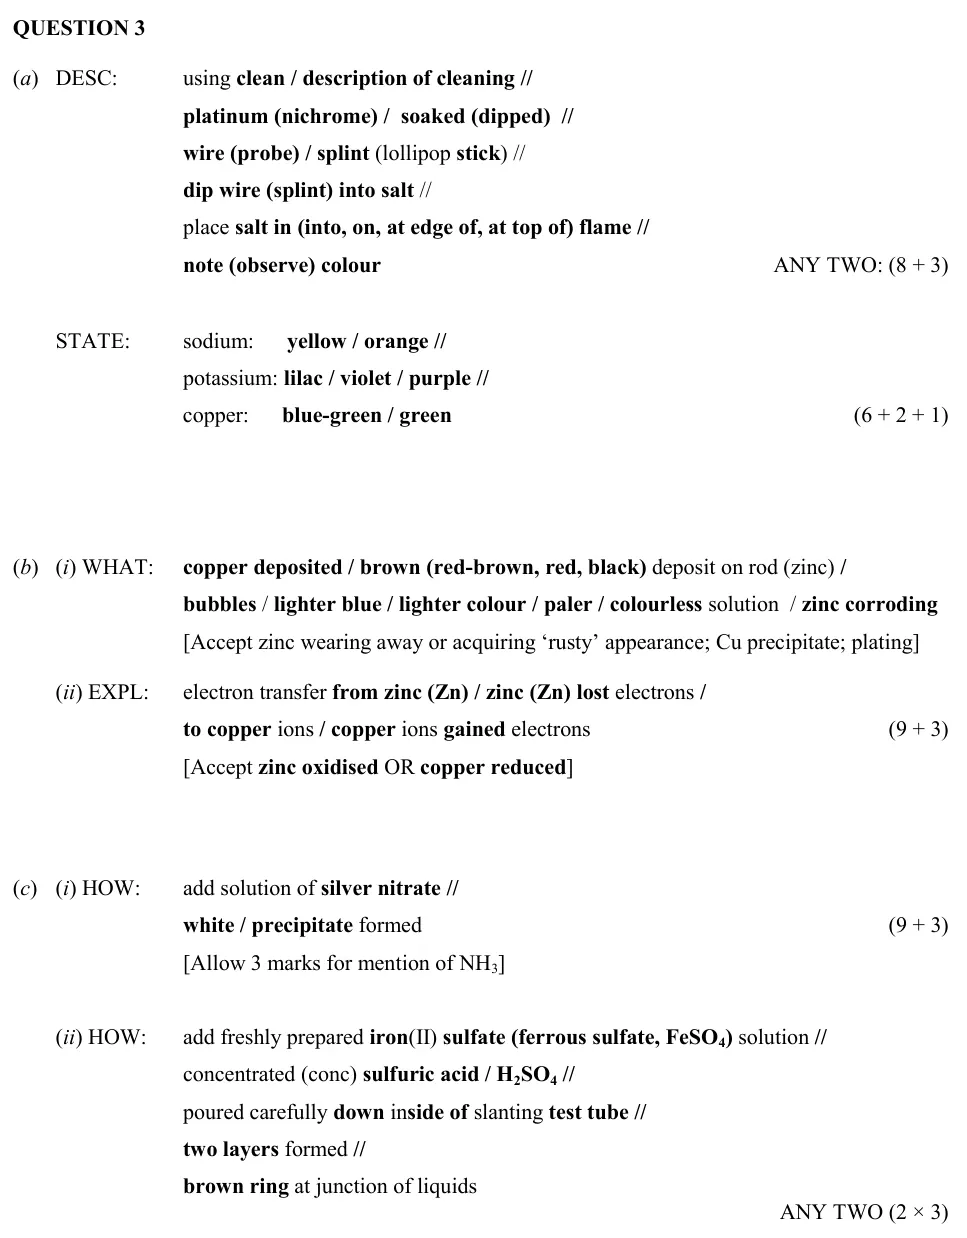 QUESTION 3
(a) DESC: using clean / description of cleaning //
platinum (nichrome) / soaked (dipped) //
wire (probe) / splint (lollipop stick) //
dip wire (splint) into salt //
place salt in (into, on, at edge of, at top of) flame //
note (observe) colour ANY TWO: (8 + 3)
STATE: sodium: yellow / orange //
potassium: lilac / violet / purple //
copper: blue-green / green (6 + 2 + 1)
(b) (i) WHAT: copper deposited / brown (red-brown, red, black) deposit on rod (zinc) /
bubbles / lighter blue / lighter colour / paler / colourless solution / zinc corroding
[Accept zinc wearing away or acquiring ‘rusty’ appearance; Cu precipitate; plating]
(ii) EXPL: electron transfer from zinc (Zn) / zinc (Zn) lost electrons /
to copper ions / copper ions gained electrons (9 + 3)
[Accept zinc oxidised OR copper reduced]
(c) (i) HOW: add solution of silver nitrate //
white / precipitate formed (9 + 3)
[Allow 3 marks for mention of NH₃]
(ii) HOW: add freshly prepared iron(II) sulfate (ferrous sulfate, FeSO₄) solution //
concentrated (conc) sulfuric acid / H₂SO₄ //
poured carefully down inside of slanting test tube //
two layers formed //
brown ring at junction of liquids
ANY TWO (2 × 3)